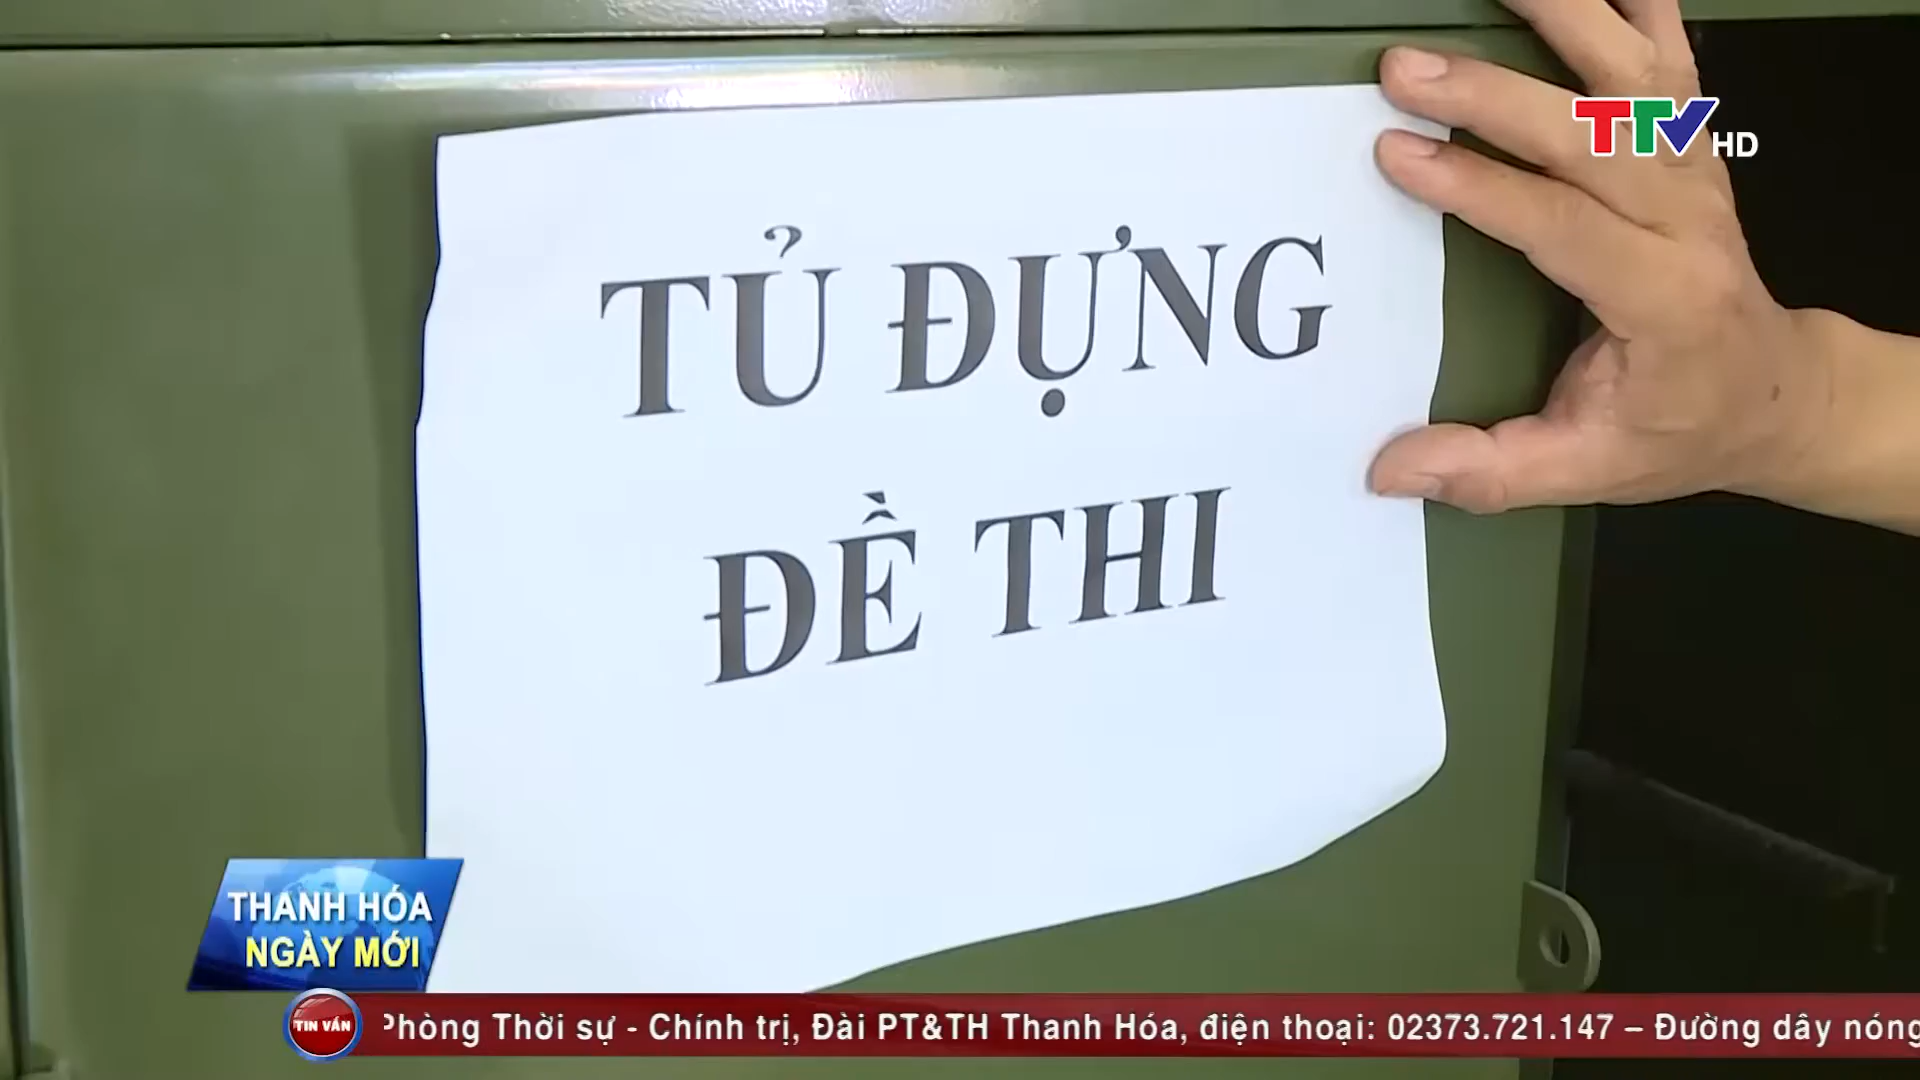 TTV HD
TỦ ĐỰNG
ĐỀ THI
THANH HÓA
NGÀY MỚI
TIN VẮN
Phòng Thời sự - Chính trị, Đài PT&TH Thanh Hóa, điện thoại: 02373.721.147 – Đường dây nóng